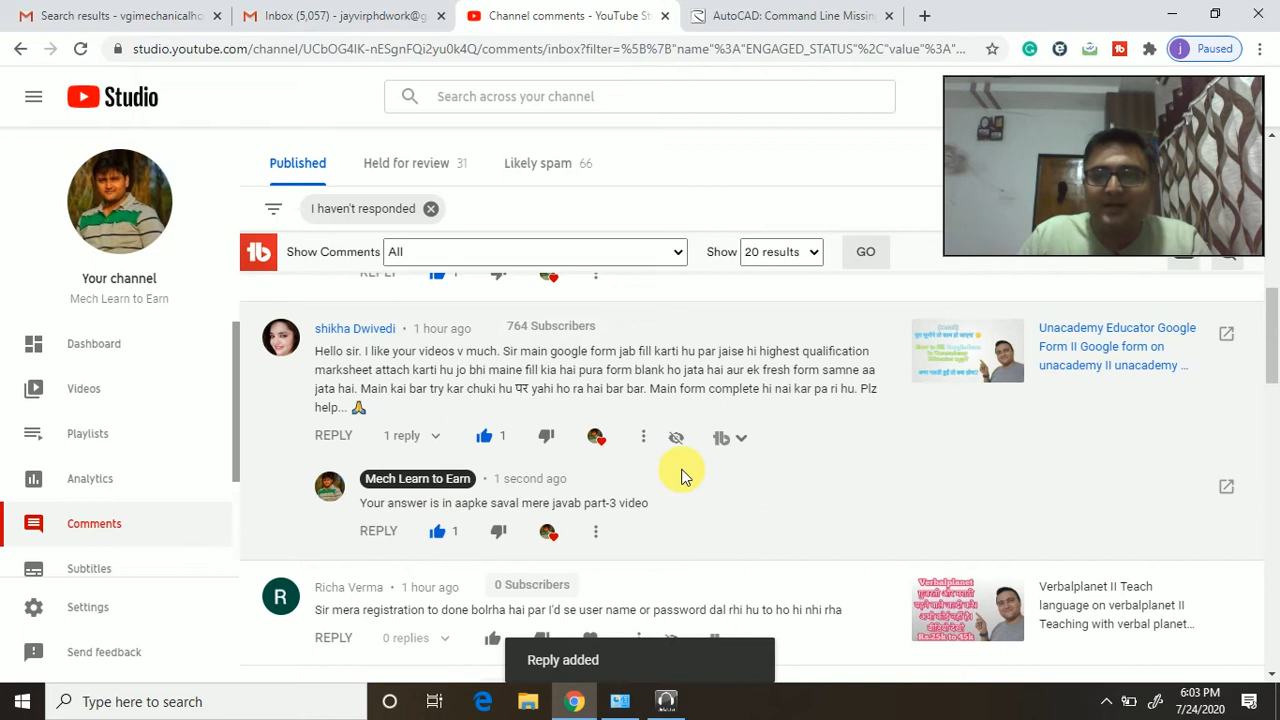 Search results - vgimechanicalho
Inbox (5,057) - jayvirphdwork@g
Channel comments - YouTube St
AutoCAD: Command Line Missin
studio.youtube.com/channel/UCbOG4IK-nESgnFQi2yu0k4Q/comments/inbox?filter=%5B%7B"name"%3A"ENGAGED_STATUS"%2C"value"%3A"...
j Paused
Studio
Search across your channel
Published
Held for review 31
Likely spam 66
I haven't responded
Your channel
Mech Learn to Earn
Dashboard
Videos
Playlists
Analytics
Comments
Subtitles
Settings
Send feedback
tb Show Comments All Show 20 results GO
shikha Dwivedi • 1 hour ago 764 Subscribers
Hello sir. I like your videos v much. Sir main google form jab fill karti hu par jaise hi highest qualification
marksheet attach karti hu jo bhi maine fill kia hai pura form blank ho jata hai aur ek fresh form samne aa
jata hai. Main kai bar try kar chuki hu पर yahi ho ra hai bar bar. Main form complete hi nai kar pa ri hu. Plz
help... 🙏
REPLY 1 reply 1 tb
Unacademy Educator Google
Form II Google form on
unacademy II unacademy ...
Mech Learn to Earn • 1 second ago
Your answer is in aapke saval mere javab part-3 video
REPLY 1
R Richa Verma • 1 hour ago 0 Subscribers
Sir mera registration to done bolrha hai par I'd se user name or password dal rhi hu to ho hi nhi rha
REPLY 0 replies
Verbalplanet
Rs.25k to 45k
Verbalplanet II Teach
language on verbalplanet II
Teaching with verbal planet...
Reply added
Type here to search
6:03 PM
7/24/2020